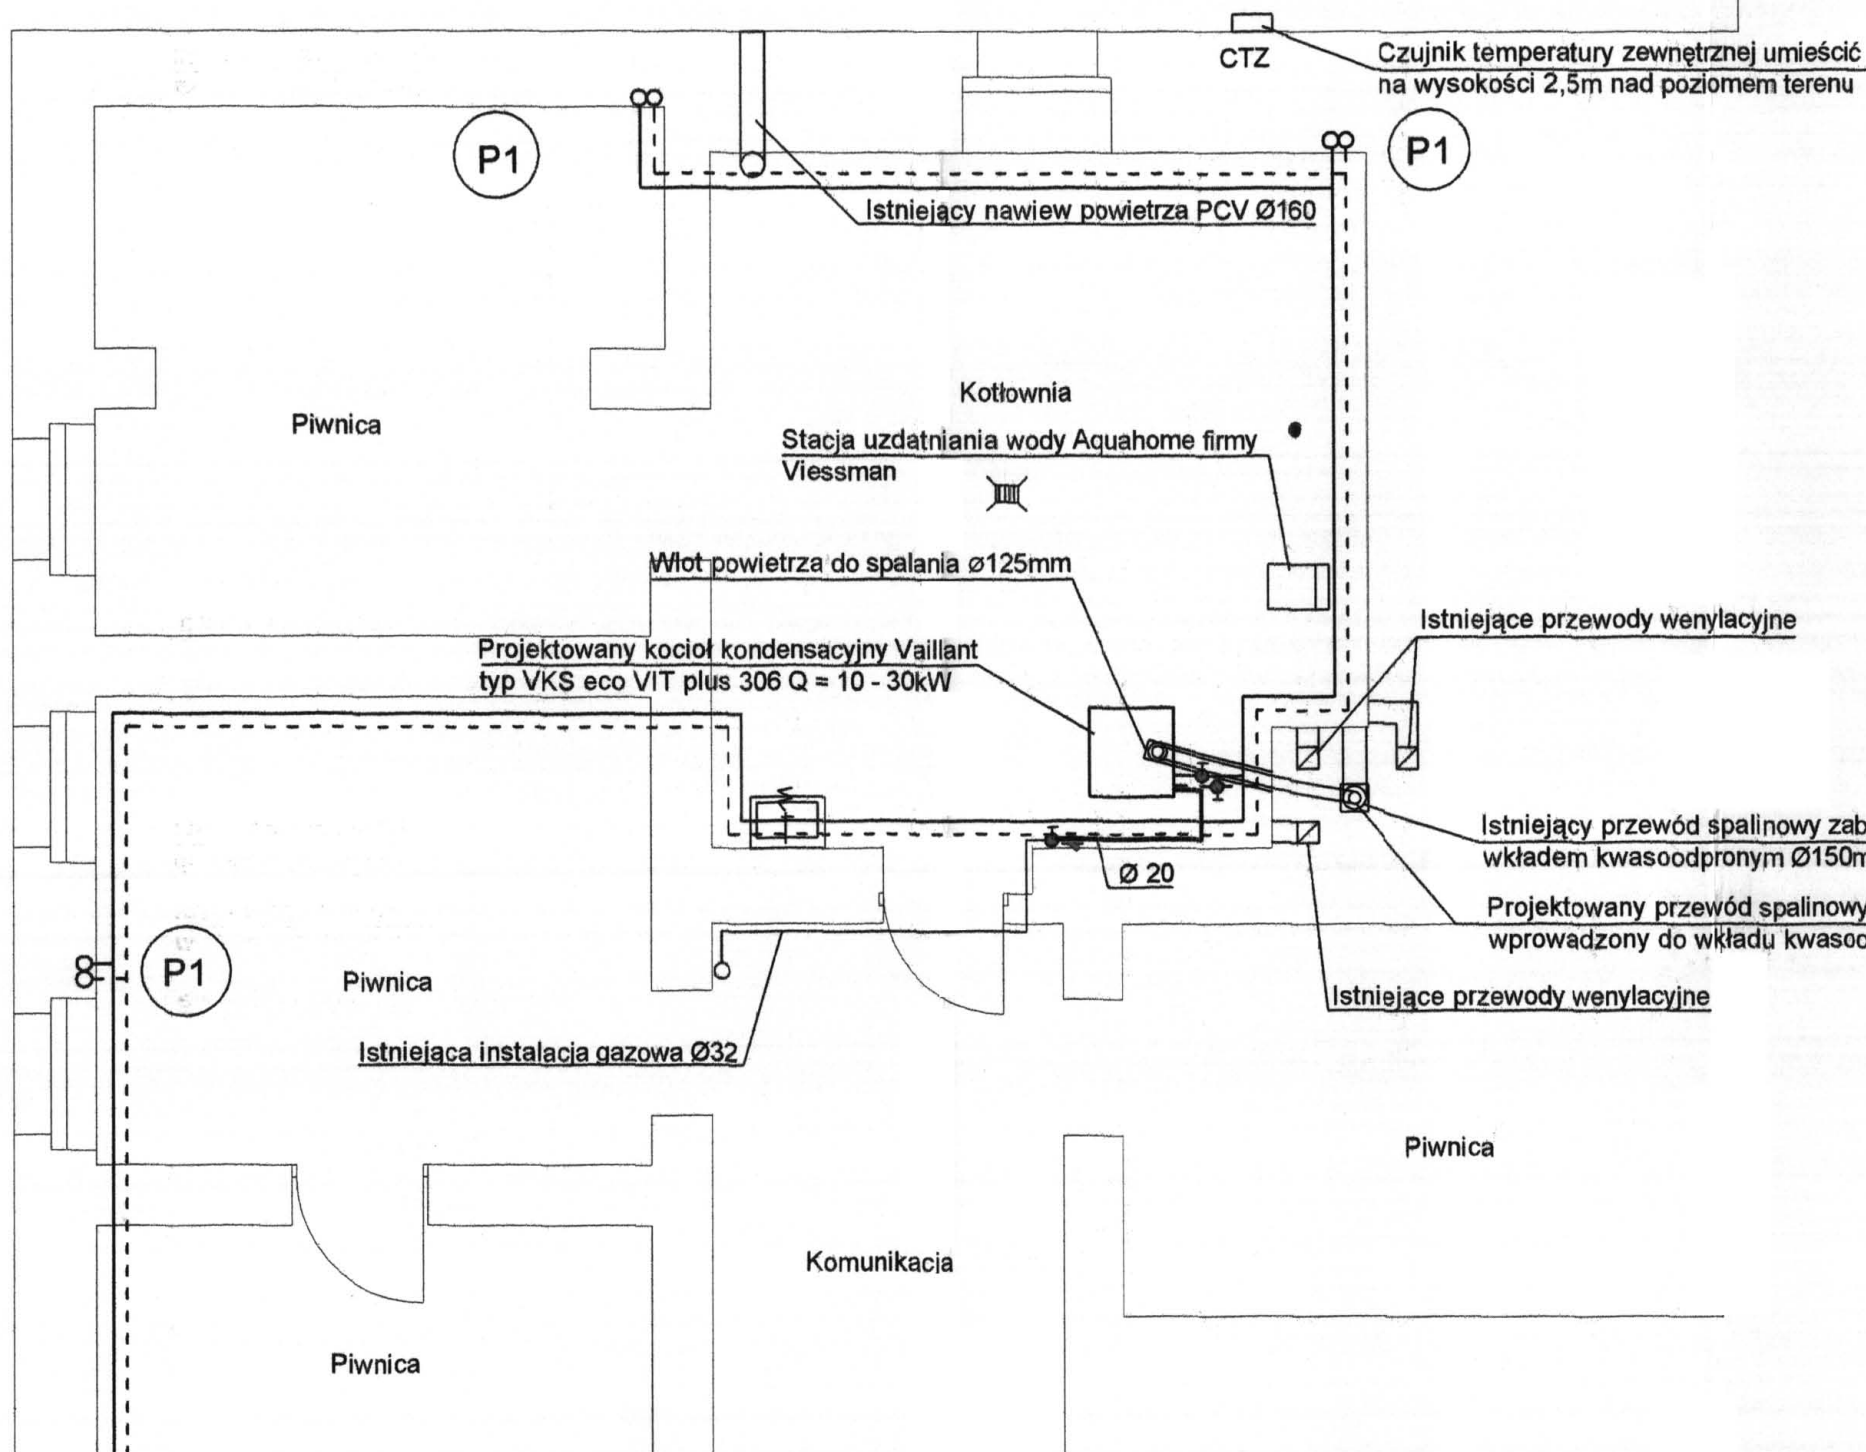 CTZ
Czujnik temperatury zewnętrznej umieścić
na wysokości 2,5m nad poziomem terenu
P1
P1
Istniejący nawiew powietrza PCV Ø160
Kotłownia
Piwnica
Stacja uzdatniania wody Aquahome firmy
Viessman
Wlot powietrza do spalania ø125mm
Istniejące przewody wenylacyjne
Projektowany kocioł kondensacyjny Vaillant
typ VKS eco VIT plus 306 Q = 10 - 30kW
Istniejący przewód spalinowy zab
wkładem kwasoodpronym Ø150m
Ø 20
Projektowany przewód spalinowy
wprowadzony do wkładu kwasood
P1
Piwnica
Istniejące przewody wenylacyjne
Istniejąca instalacja gazowa Ø32
Piwnica
Komunikacja
Piwnica